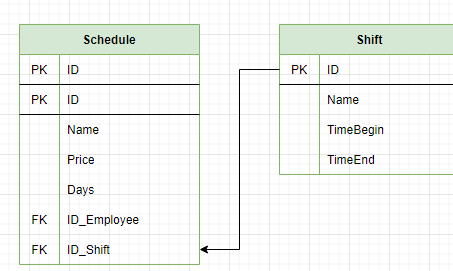 Schedule
PK ID
PK ID
Name
Price
Days
FK ID_Employee
FK ID_Shift
Shift
PK ID
Name
TimeBegin
TimeEnd